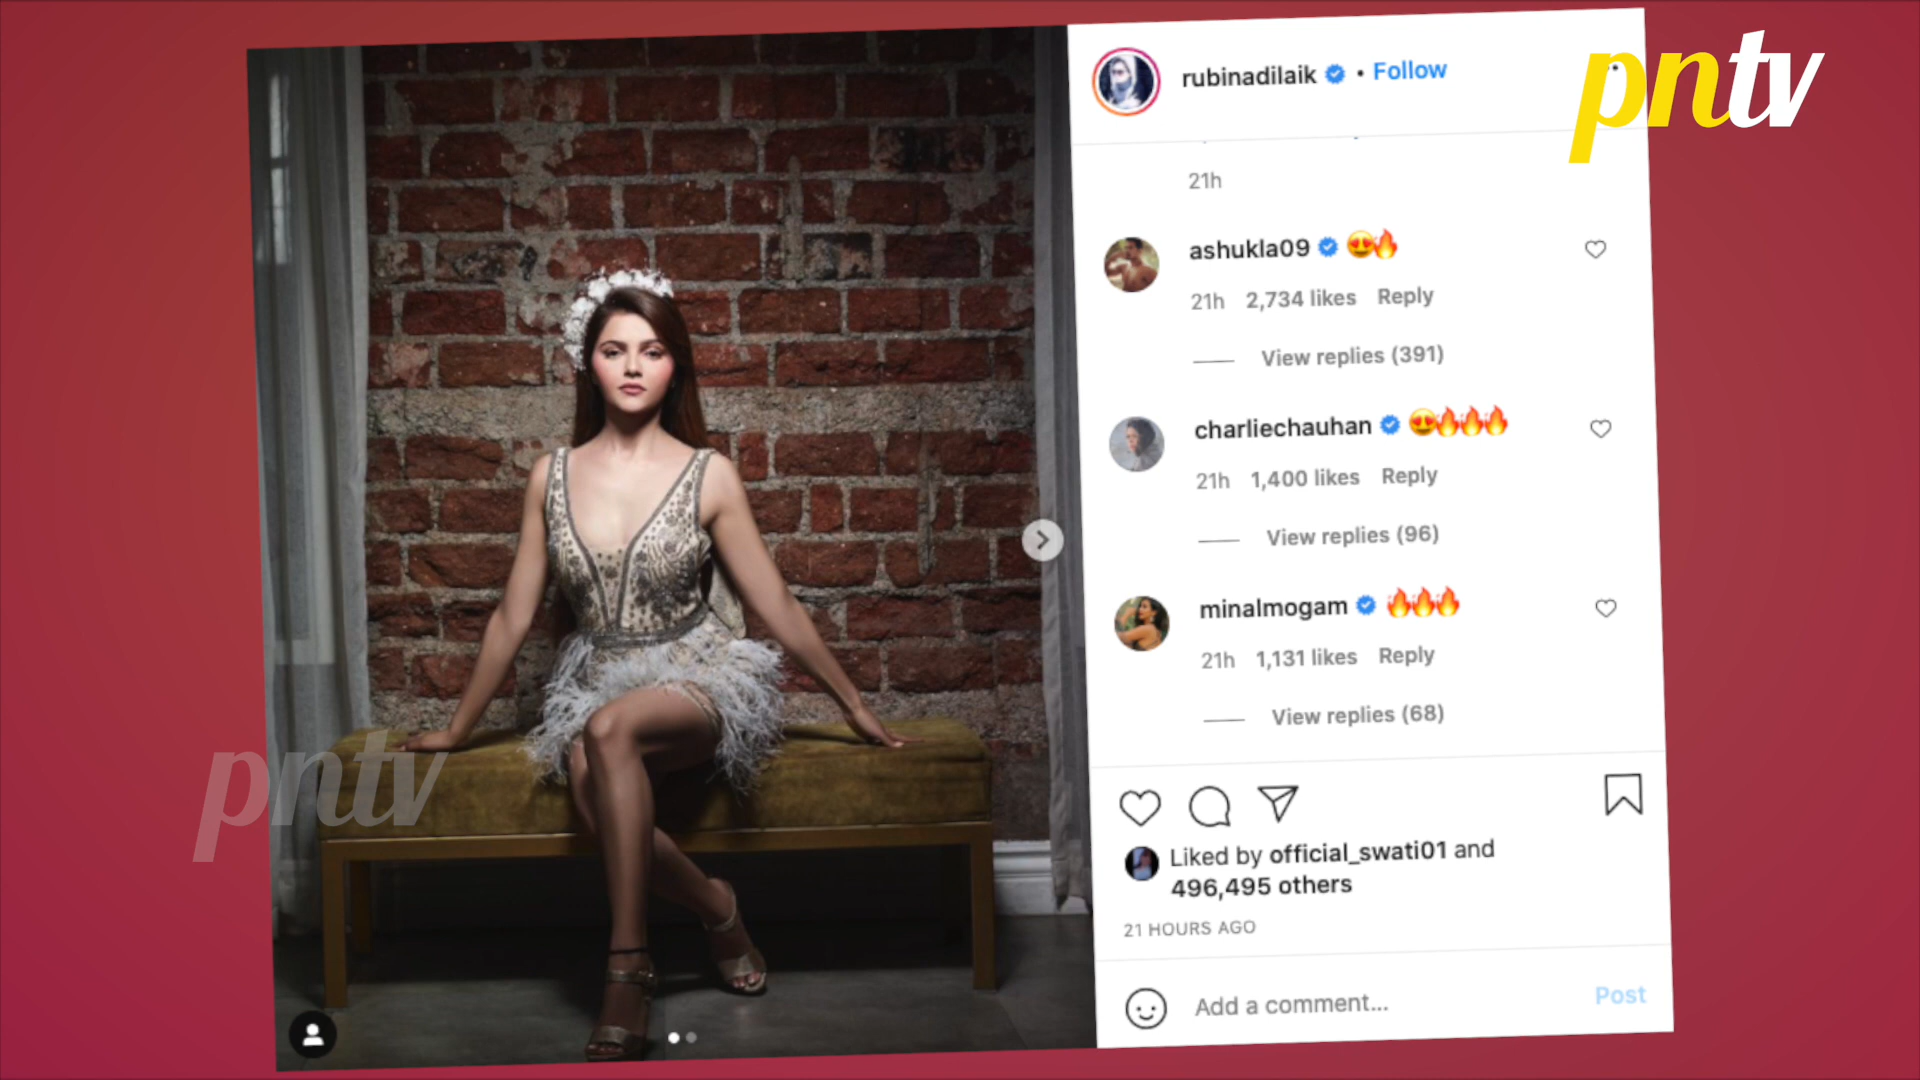 pntv
rubinadilaik • Follow
21h
ashukla09 😍🔥
21h 2,734 likes Reply
View replies (391)
charliechauhan 😍🔥🔥🔥
21h 1,400 likes Reply
View replies (96)
minalmogam 🔥🔥🔥
21h 1,131 likes Reply
View replies (68)
pntv
Liked by official_swati01 and
496,495 others
21 HOURS AGO
Add a comment... Post